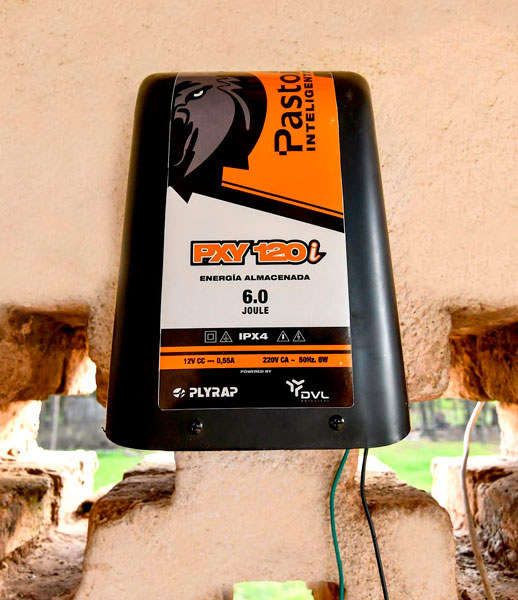 Pasto
INTELIGENT
PXY 120i
ENERGÍA ALMACENADA
6.0
JOULE
IPX4
12V CC — 0,55A 220V CA ~ 50Hz. 8W
POWERED BY
PLYRAP
DVL